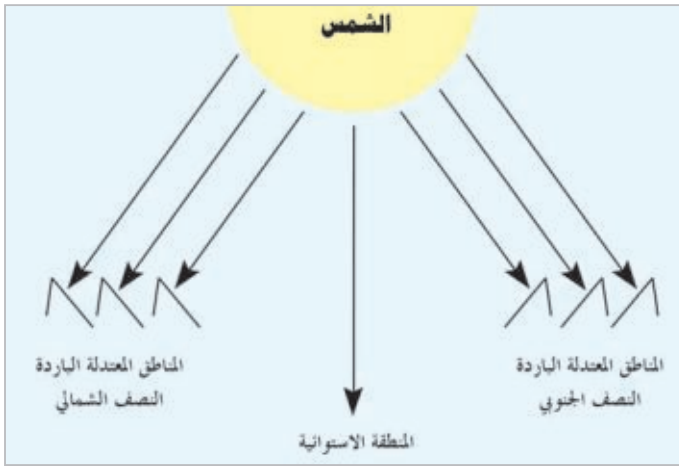 الشمس
المناطق المعتدلة الباردة
النصف الجنوبي
المناطق المعتدلة الباردة
النصف الشمالي
المنطقة الاستوائية